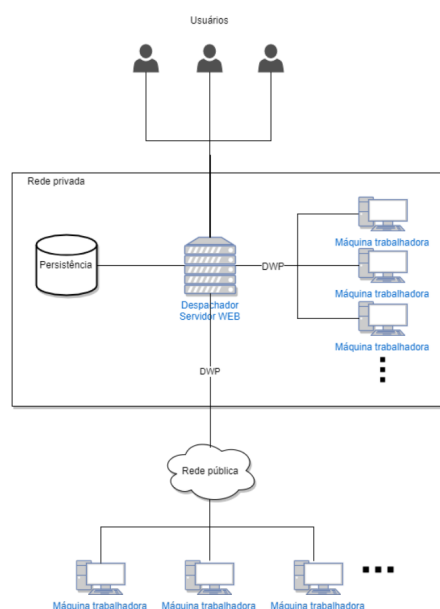 Usuários
Rede privada
Máquina trabalhadora
Persistência
DWP
Máquina trabalhadora
Despachador
Servidor WEB
Máquina trabalhadora
DWP
Rede pública
Máquina trabalhadora
Máquina trabalhadora
Máquina trabalhadora